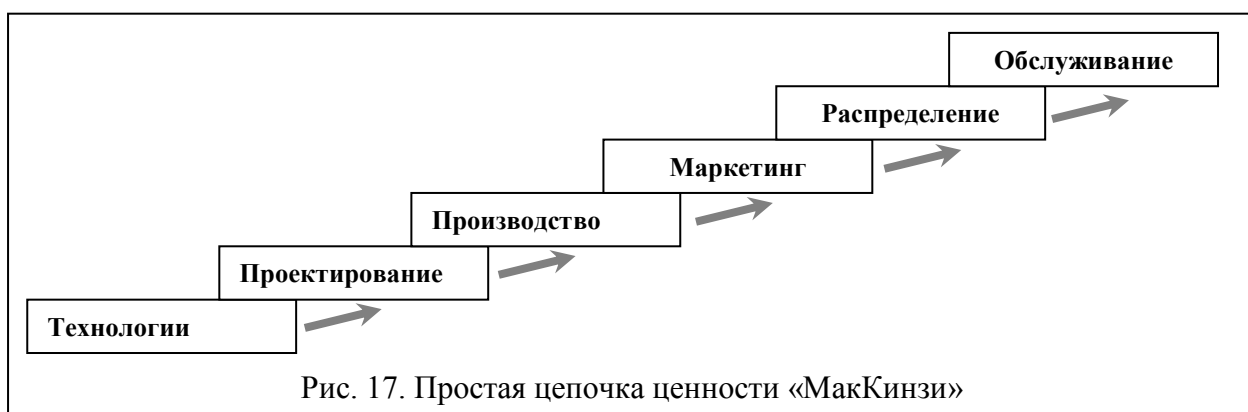 Обслуживание
Распределение
Маркетинг
Производство
Проектирование
Технологии
Рис. 17. Простая цепочка ценности «МакКинзи»